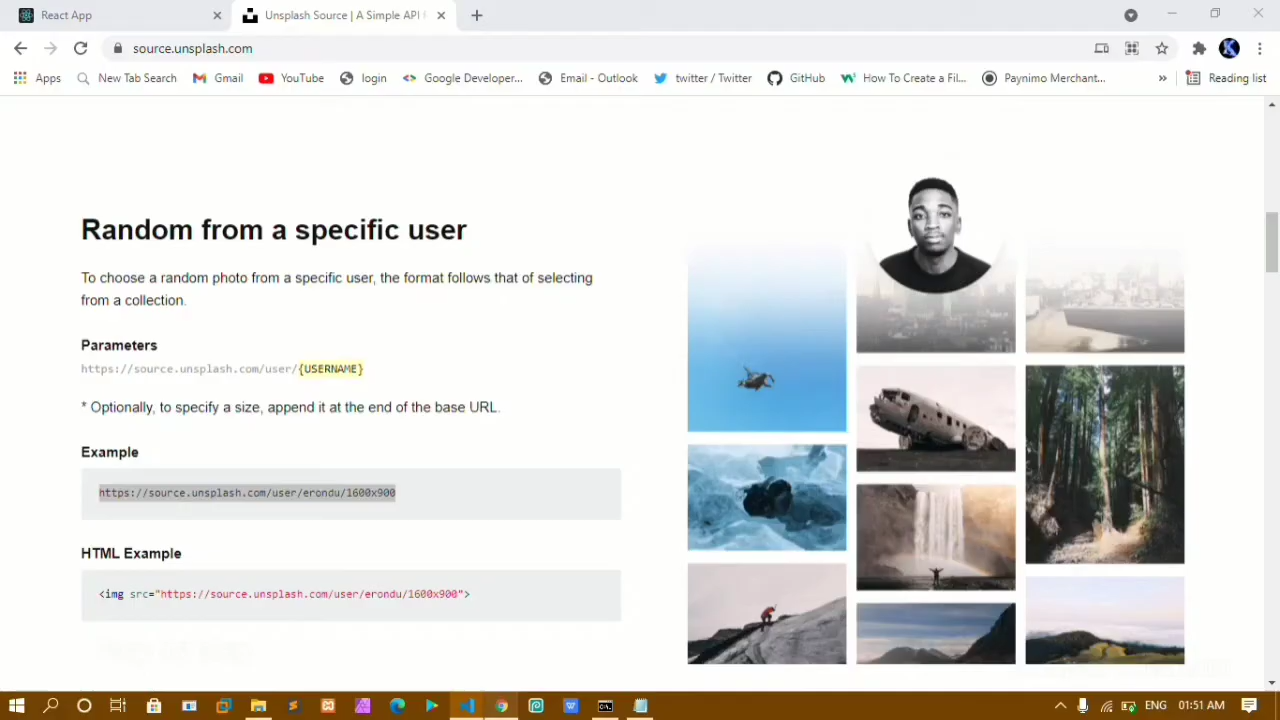 React App
Unsplash Source | A Simple API
source.unsplash.com
Apps
New Tab Search
Gmail
YouTube
login
Google Developer...
Email - Outlook
twitter / Twitter
GitHub
How To Create a Fil...
Paynimo Merchant...
»
Reading list
Random from a specific user
To choose a random photo from a specific user, the format follows that of selecting
from a collection.
Parameters
https://source.unsplash.com/user/{USERNAME}
* Optionally, to specify a size, append it at the end of the base URL.
Example
https://source.unsplash.com/user/erondu/1600x900
HTML Example
<img src="https://source.unsplash.com/user/erondu/1600x900">
ENG
01:51 AM